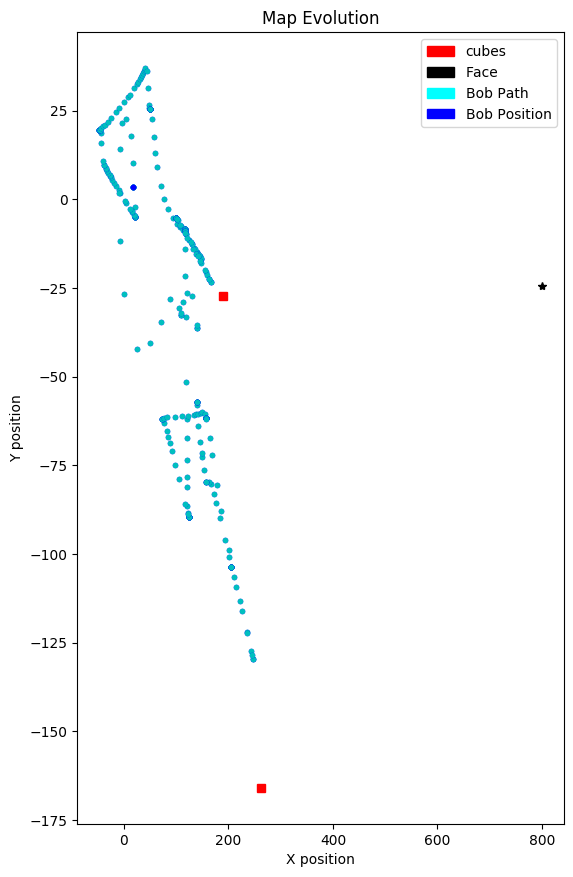 Map Evolution
cubes
Face
Bob Path
Bob Position
25
0
−25
−50
−75
−100
−125
−150
−175
Y position
0
200
400
600
800
X position